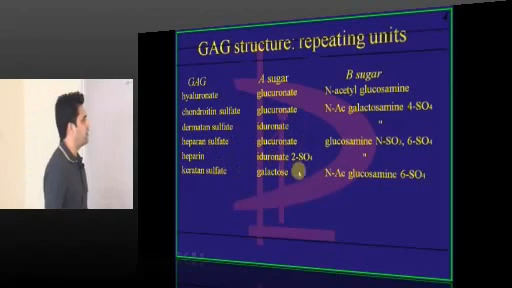 GAG structure: repeating units
GAG A sugar B sugar
hyaluronate glucuronate N-acetyl glucosamine
chondroitin sulfate glucuronate N-Ac galactosamine 4-SO4
dermatan sulfate iduronate "
heparan sulfate glucuronate glucosamine N-SO3, 6-SO4
heparin iduronate 2-SO4 "
keratan sulfate galactose N-Ac glucosamine 6-SO4